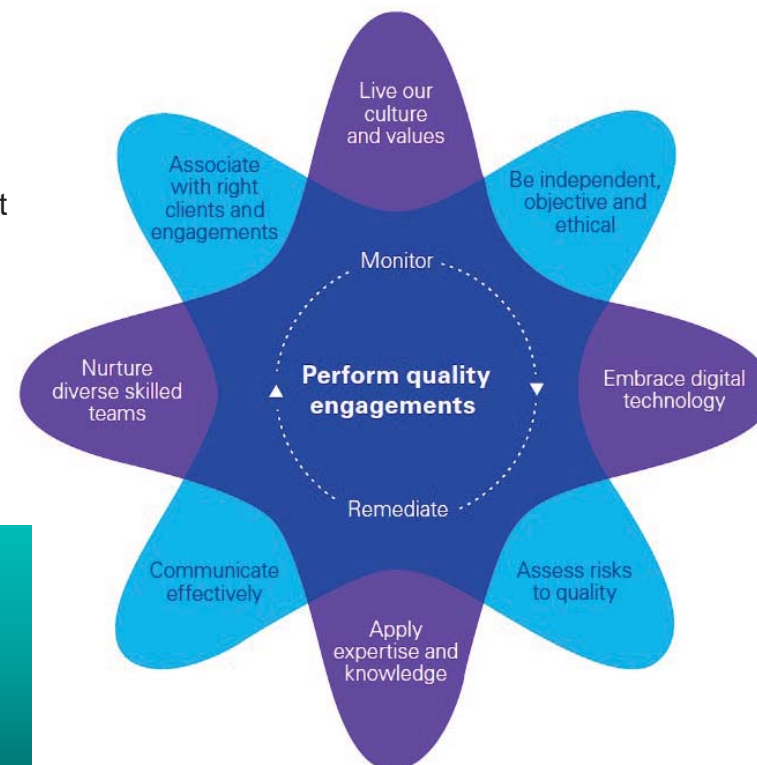 Live our
culture
and values
Be independent,
objective and
ethical
Embrace digital
technology
Assess risks
to quality
Apply
expertise and
knowledge
Communicate
effectively
Nurture
diverse skilled
teams
Associate
with right
clients and
engagements
Monitor
Perform quality
engagements
Remediate
t